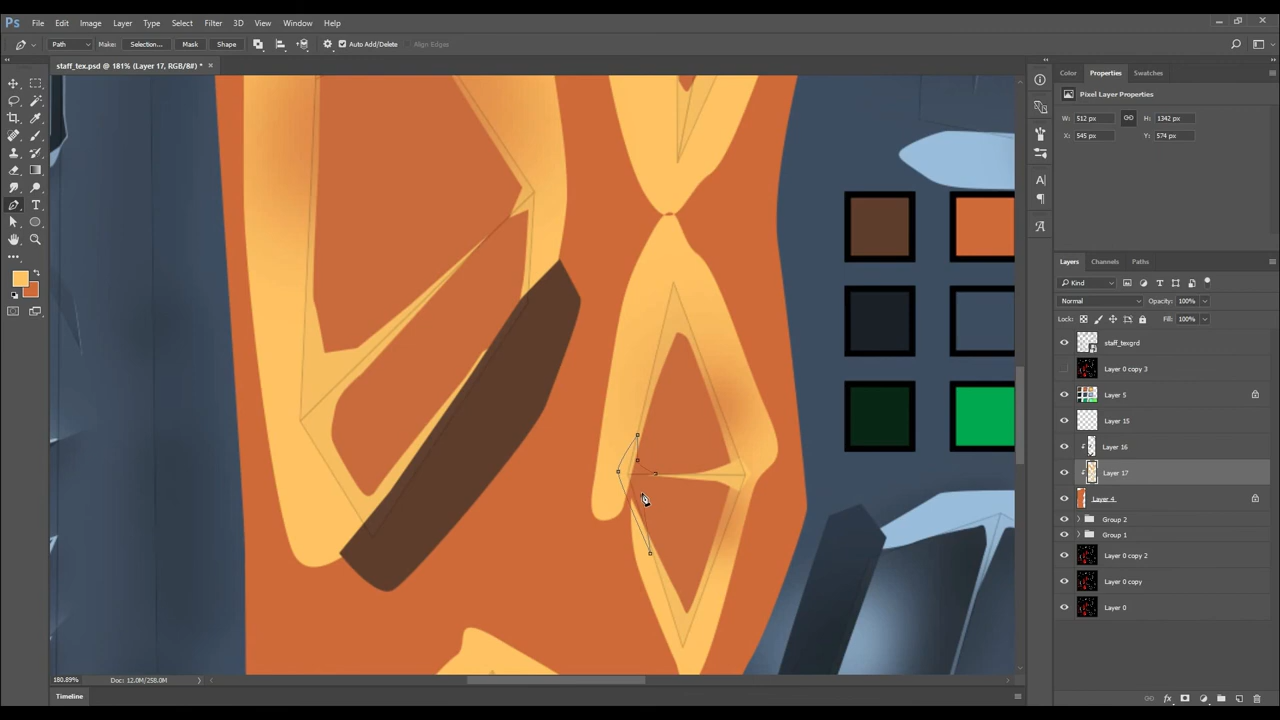 Ps File Edit Image Layer Type Select Filter 3D View Window Help
Path Make: Selection... Mask Shape Auto Add/Delete Align Edges
staff_tex.psd @ 181% (Layer 17, RGB/8#) *
Color Properties Swatches
Pixel Layer Properties
W: 512 px H: 1342 px
X: 545 px Y: 574 px
Layers Channels Paths
Kind
Normal Opacity: 100%
Lock: Fill: 100%
staff_texgrd
Layer 0 copy 3
Layer 5
Layer 15
Layer 16
Layer 17
Layer 4
Group 2
Group 1
Layer 0 copy 2
Layer 0 copy
Layer 0
180.89% Doc: 12.0M/258.0M
Timeline